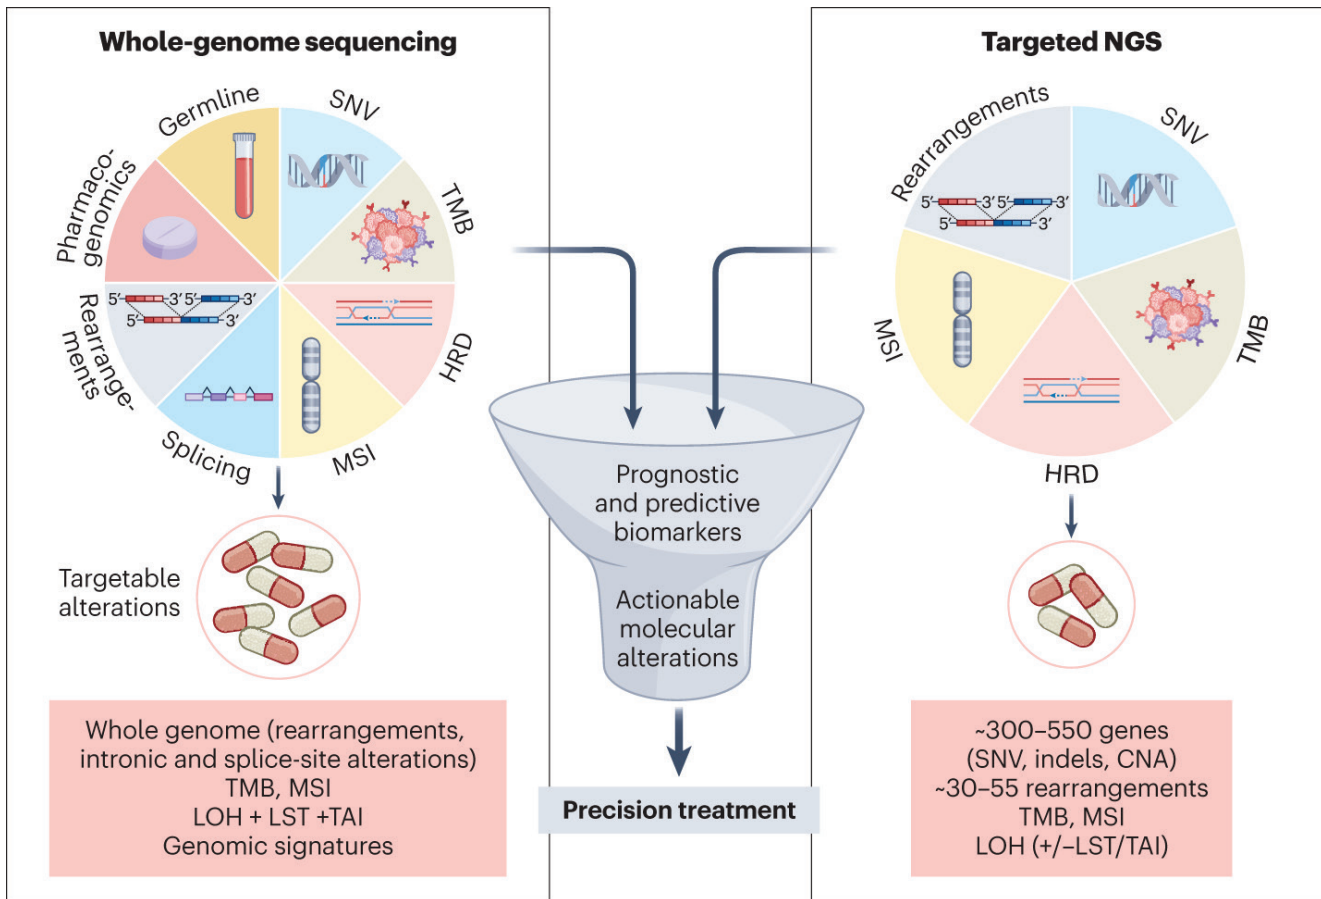 Whole-genome sequencing
Germline
SNV
TMB
HRD
MSI
Splicing
Rearrange-
ments
Pharmaco-
genomics
5′ 3′ 5′ 3′
5′ 3′
Targetable
alterations
Whole genome (rearrangements,
intronic and splice-site alterations)
TMB, MSI
LOH + LST +TAI
Genomic signatures
Prognostic
and predictive
biomarkers
Actionable
molecular
alterations
Precision treatment
Targeted NGS
Rearrangements
SNV
TMB
HRD
MSI
5′ 3′ 5′ 3′
5′ 3′
~300–550 genes
(SNV, indels, CNA)
~30–55 rearrangements
TMB, MSI
LOH (+/−LST/TAI)